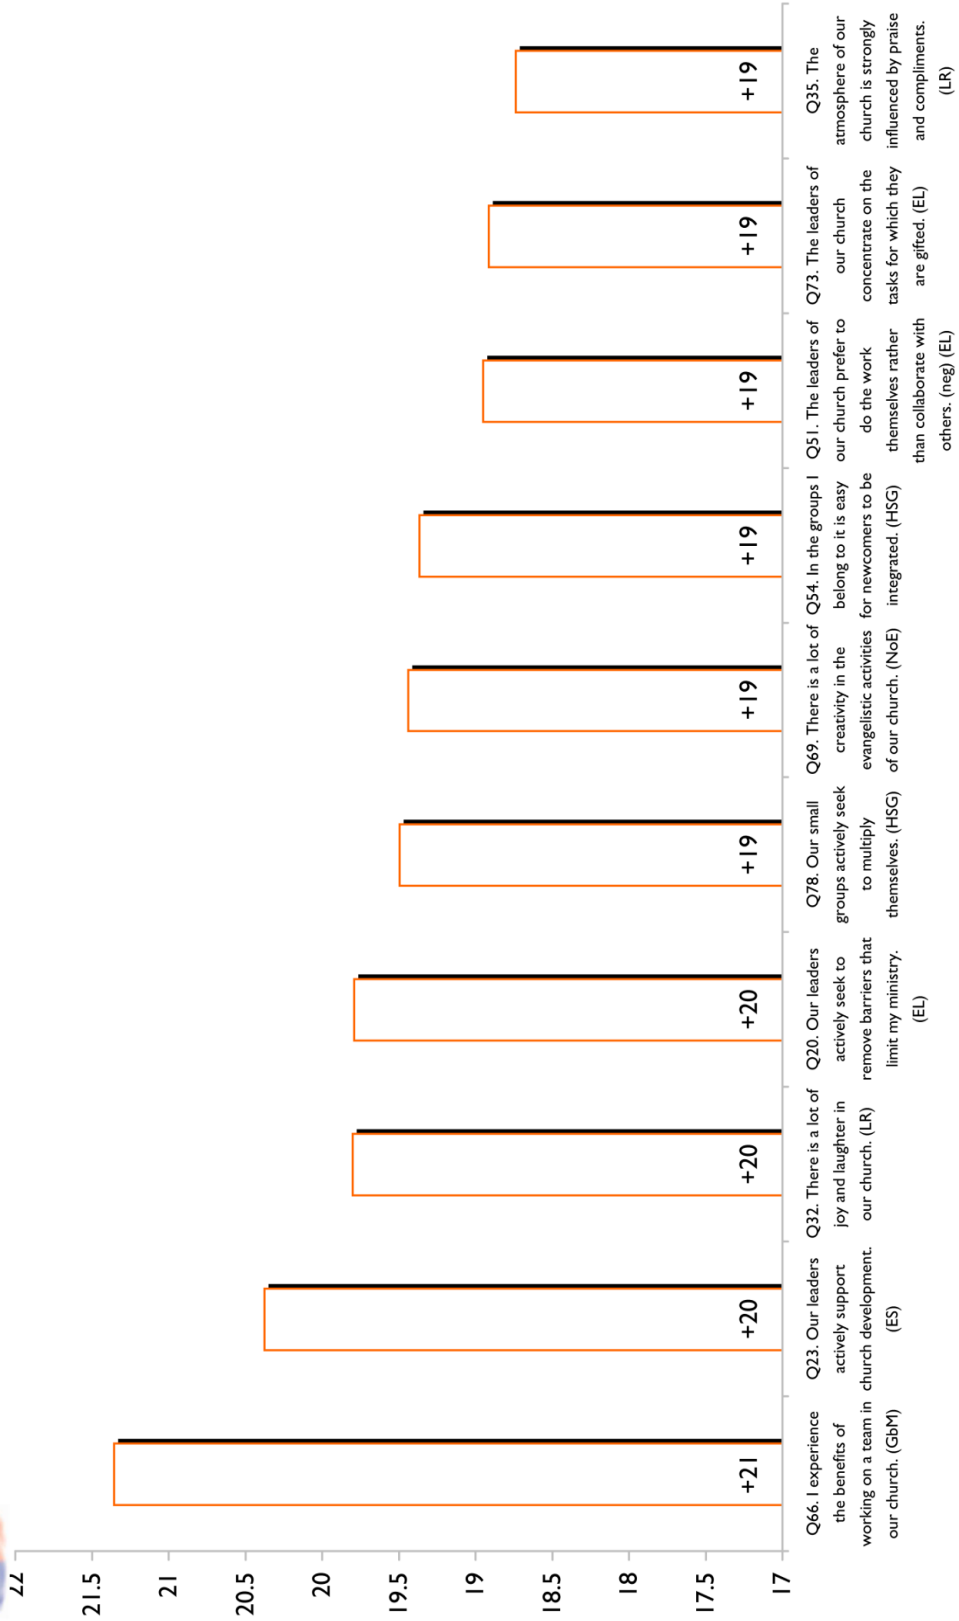 22
21.5
21
20.5
20
19.5
19
18.5
18
17.5
17
+21
+20
+20
+20
+19
+19
+19
+19
+19
+19
Q66. I experience
the benefits of
working on a team in
our church. (GbM)
Q23. Our leaders
actively support
church development.
(ES)
Q32. There is a lot of
joy and laughter in
our church. (LR)
Q20. Our leaders
actively seek to
remove barriers that
limit my ministry.
(EL)
Q78. Our small
groups actively seek
to multiply
themselves. (HSG)
Q69. There is a lot of
creativity in the
evangelistic activities
of our church. (NoE)
Q54. In the groups I
belong to it is easy
for newcomers to be
integrated. (HSG)
Q51. The leaders of
our church prefer to
do the work
themselves rather
than collaborate with
others. (neg) (EL)
Q73. The leaders of
our church
concentrate on the
tasks for which they
are gifted. (EL)
Q35. The
atmosphere of our
church is strongly
influenced by praise
and compliments.
(LR)